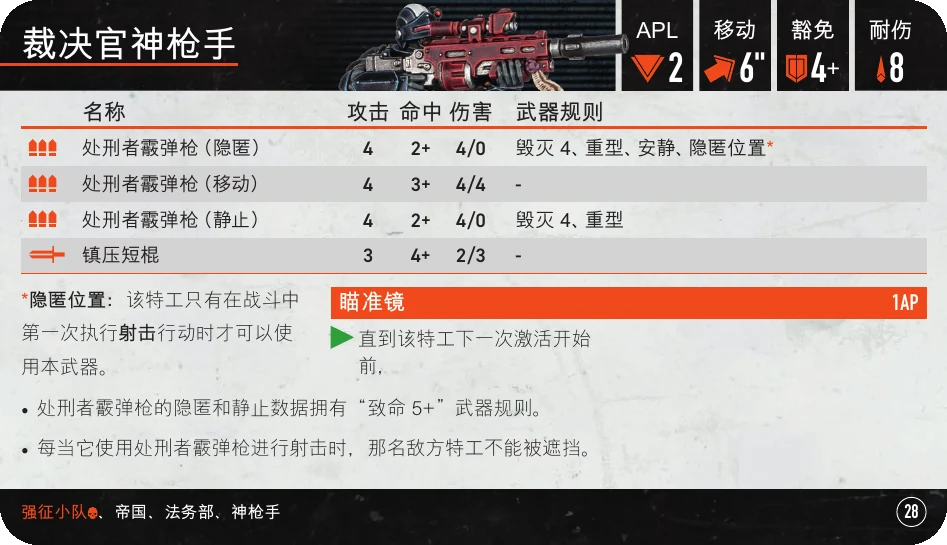 裁决官神枪手
APL 移动 豁免 耐伤
2 6" 4+ 8
名称 攻击 命中 伤害 武器规则
处刑者霰弹枪（隐匿） 4 2+ 4/0 毁灭 4、重型、安静、隐匿位置*
处刑者霰弹枪（移动） 4 3+ 4/4 -
处刑者霰弹枪（静止） 4 2+ 4/0 毁灭 4、重型
镇压短棍 3 4+ 2/3 -
*隐匿位置：该特工只有在战斗中
第一次执行射击行动时才可以使
用本武器。
瞄准镜 1AP
直到该特工下一次激活开始
前，
• 处刑者霰弹枪的隐匿和静止数据拥有“致命 5+”武器规则。
• 每当它使用处刑者霰弹枪进行射击时，那名敌方特工不能被遮挡。
强征小队、帝国、法务部、神枪手 28